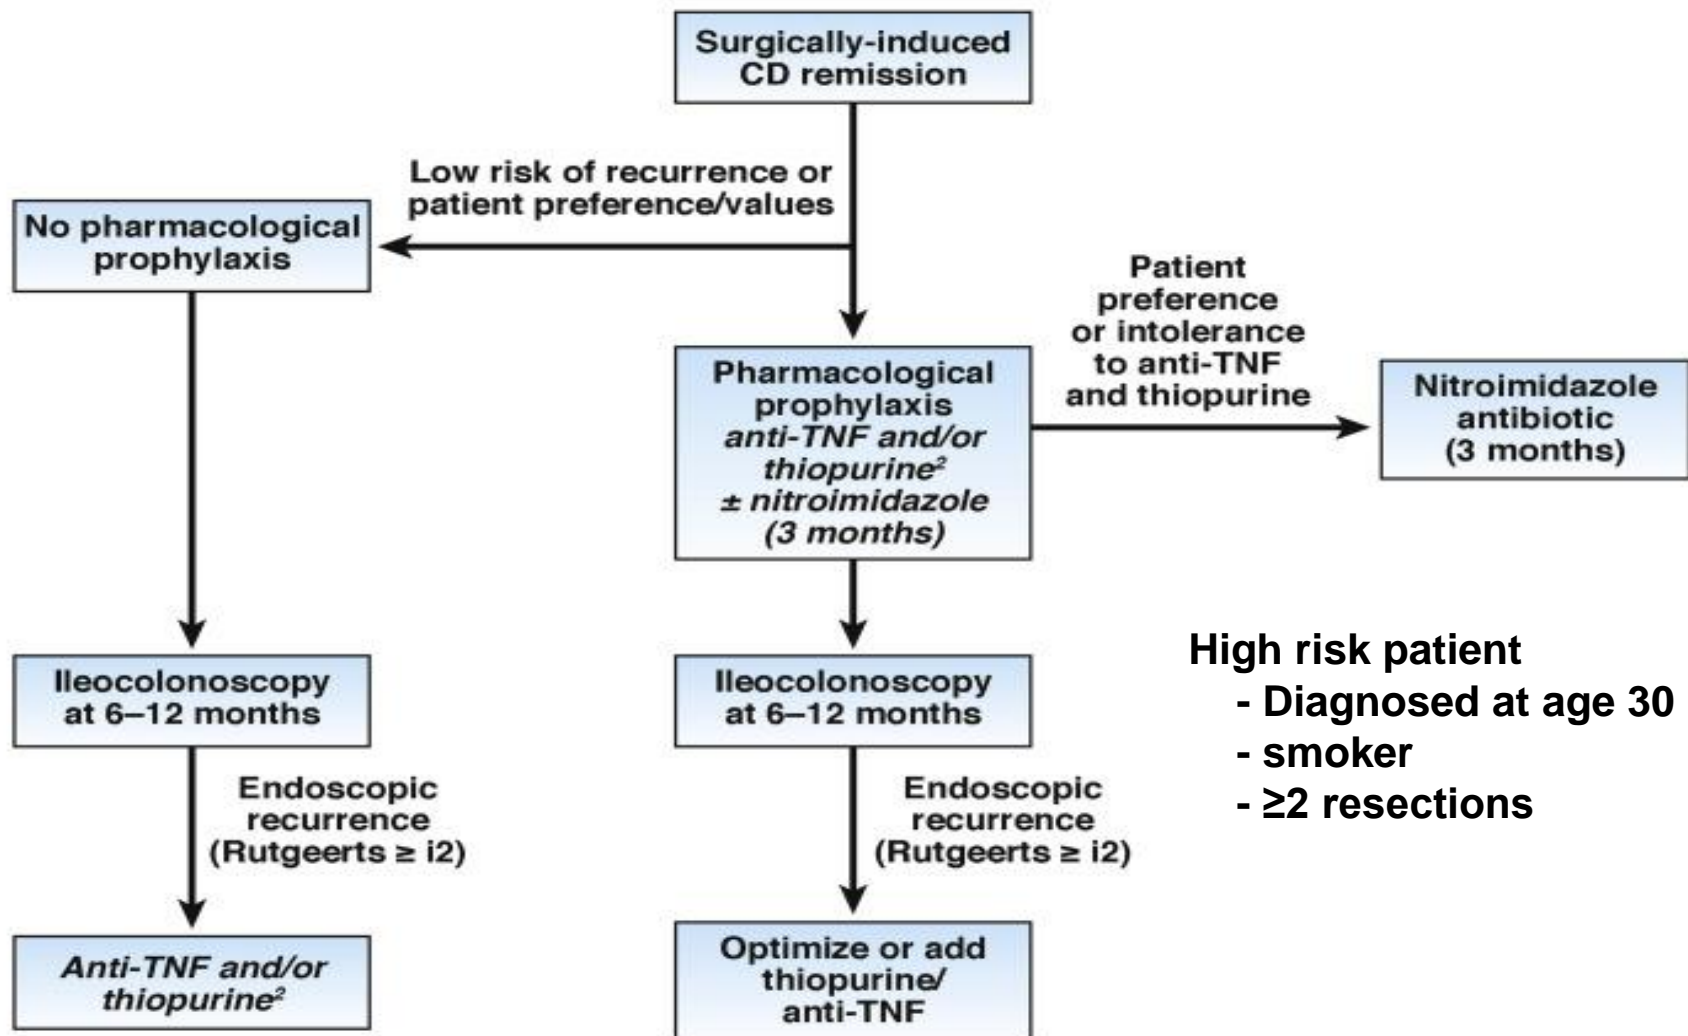 Surgically-induced
CD remission
Low risk of recurrence or
patient preference/values
No pharmacological
prophylaxis
Patient
preference
or intolerance
to anti-TNF
and thiopurine
Pharmacological
prophylaxis
anti-TNF and/or
thiopurine²
± nitroimidazole
(3 months)
Nitroimidazole
antibiotic
(3 months)
Ileocolonoscopy
at 6–12 months
Ileocolonoscopy
at 6–12 months
High risk patient
- Diagnosed at age 30
- smoker
- ≥2 resections
Endoscopic
recurrence
(Rutgeerts ≥ i2)
Endoscopic
recurrence
(Rutgeerts ≥ i2)
Anti-TNF and/or
thiopurine²
Optimize or add
thiopurine/
anti-TNF